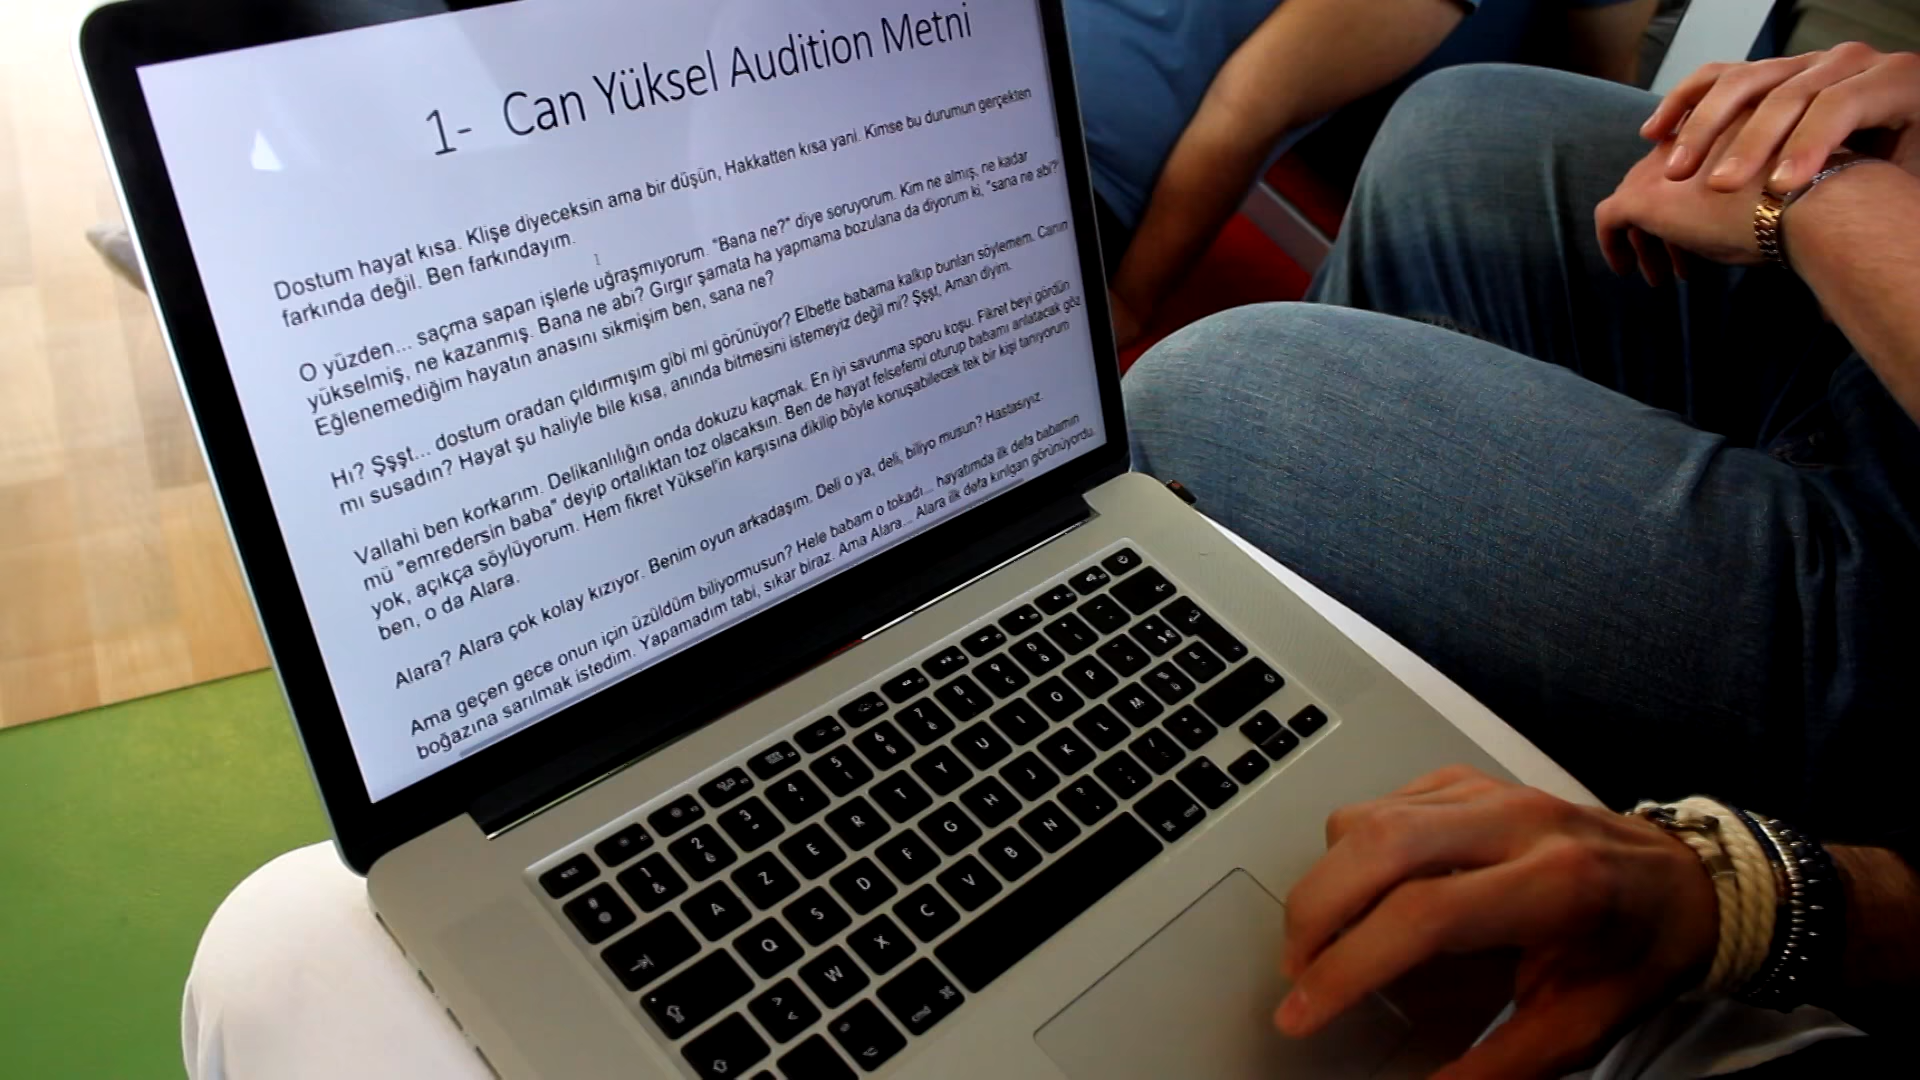 1- Can Yüksel Audition Metni
Dostum hayat kısa. Klişe diyeceksin ama bir düşün, Hakkatten kısa yani. Kimse bu durumun gerçekten
farkında değil. Ben farkındayım.
O yüzden... saçma sapan işlerle uğraşmıyorum. "Bana ne?" diye soruyorum. Kim ne almış, ne kadar
yükselmiş, ne kazanmış. Bana ne abi? Gırgır şamata ha yapmama bozulana da diyorum ki, "sana ne abi?"
Eğlenemediğim hayatın anasını sikmişim ben, sana ne?
Hı? Şşşt... dostum oradan çıldırmışım gibi mi görünüyor? Elbette babama kalkıp bunları söylemem. Canın
mı susadın? Hayat şu haliyle bile kısa, anında bitmesini istemeyiz değil mi? Şşşt, Aman diyim.
Vallahi ben korkarım. Delikanlılığın onda dokuzu kaçmak. En iyi savunma sporu koşu. Fikret beyi gördün
mü "emredersin baba" deyip ortalıktan toz olacaksın. Ben de hayat felsefemi oturup babamı anlatacak göz
yok, açıkça söylüyorum. Hem fikret Yüksel'in karşısına dikilip böyle konuşabilecek tek bir kişi tanıyorum
ben, o da Alara.
Alara? Alara çok kolay kızıyor. Benim oyun arkadaşım. Deli o ya, deli, biliyo musun? Hastasıyız.
Ama geçen gece onun için üzüldüm biliyormusun? Hele babam o tokadı... hayatımda ilk defa babamın
boğazına sarılmak istedim. Yapamadım tabi, sıkar biraz. Ama Alara... Alara ilk defa kırılgan görünüyordu.